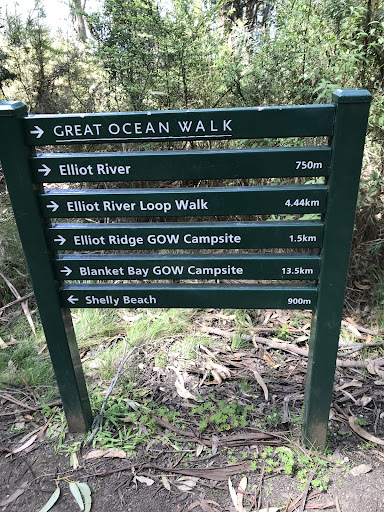 → GREAT OCEAN WALK
→ Elliot River 750m
→ Elliot River Loop Walk 4.44km
→ Elliot Ridge GOW Campsite 1.5km
→ Blanket Bay GOW Campsite 13.5km
← Shelly Beach 900m